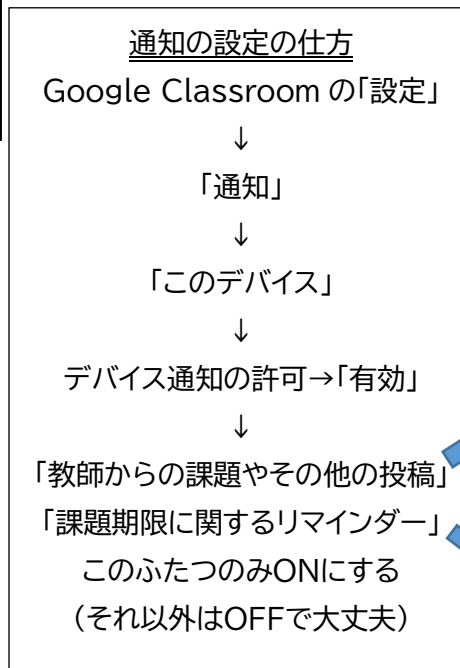 通知の設定の仕方
Google Classroom の「設定」
↓
「通知」
↓
「このデバイス」
↓
デバイス通知の許可→「有効」
↓
「教師からの課題やその他の投稿」
「課題期限に関するリマインダー」
このふたつのみONにする
（それ以外はOFFで大丈夫）